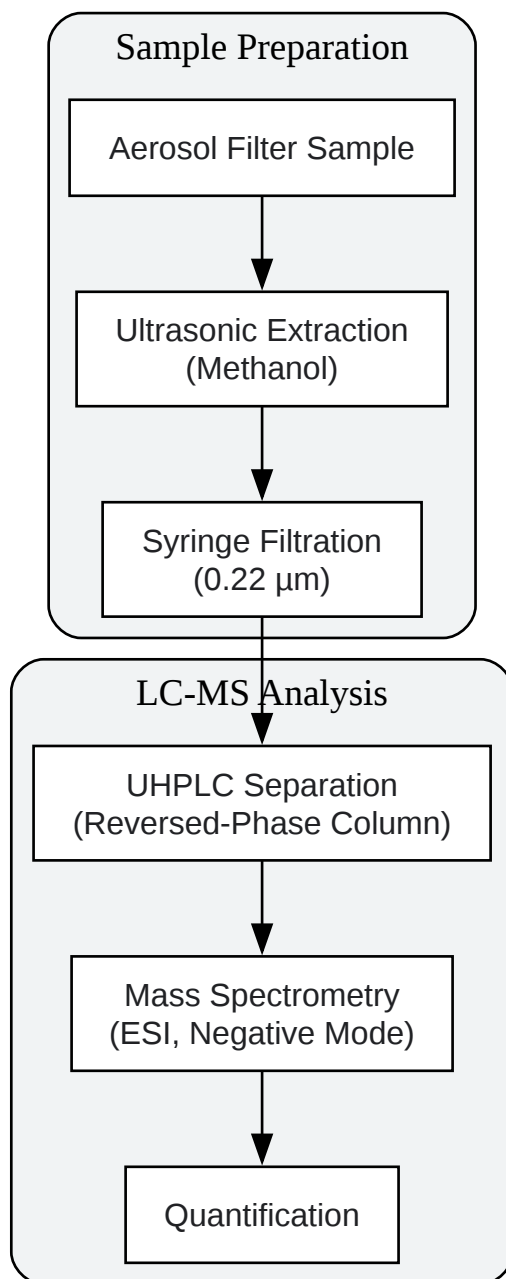 Sample Preparation
Aerosol Filter Sample
Ultrasonic Extraction
(Methanol)
Syringe Filtration
(0.22 µm)
LC-MS Analysis
UHPLC Separation
(Reversed-Phase Column)
Mass Spectrometry
(ESI, Negative Mode)
Quantification